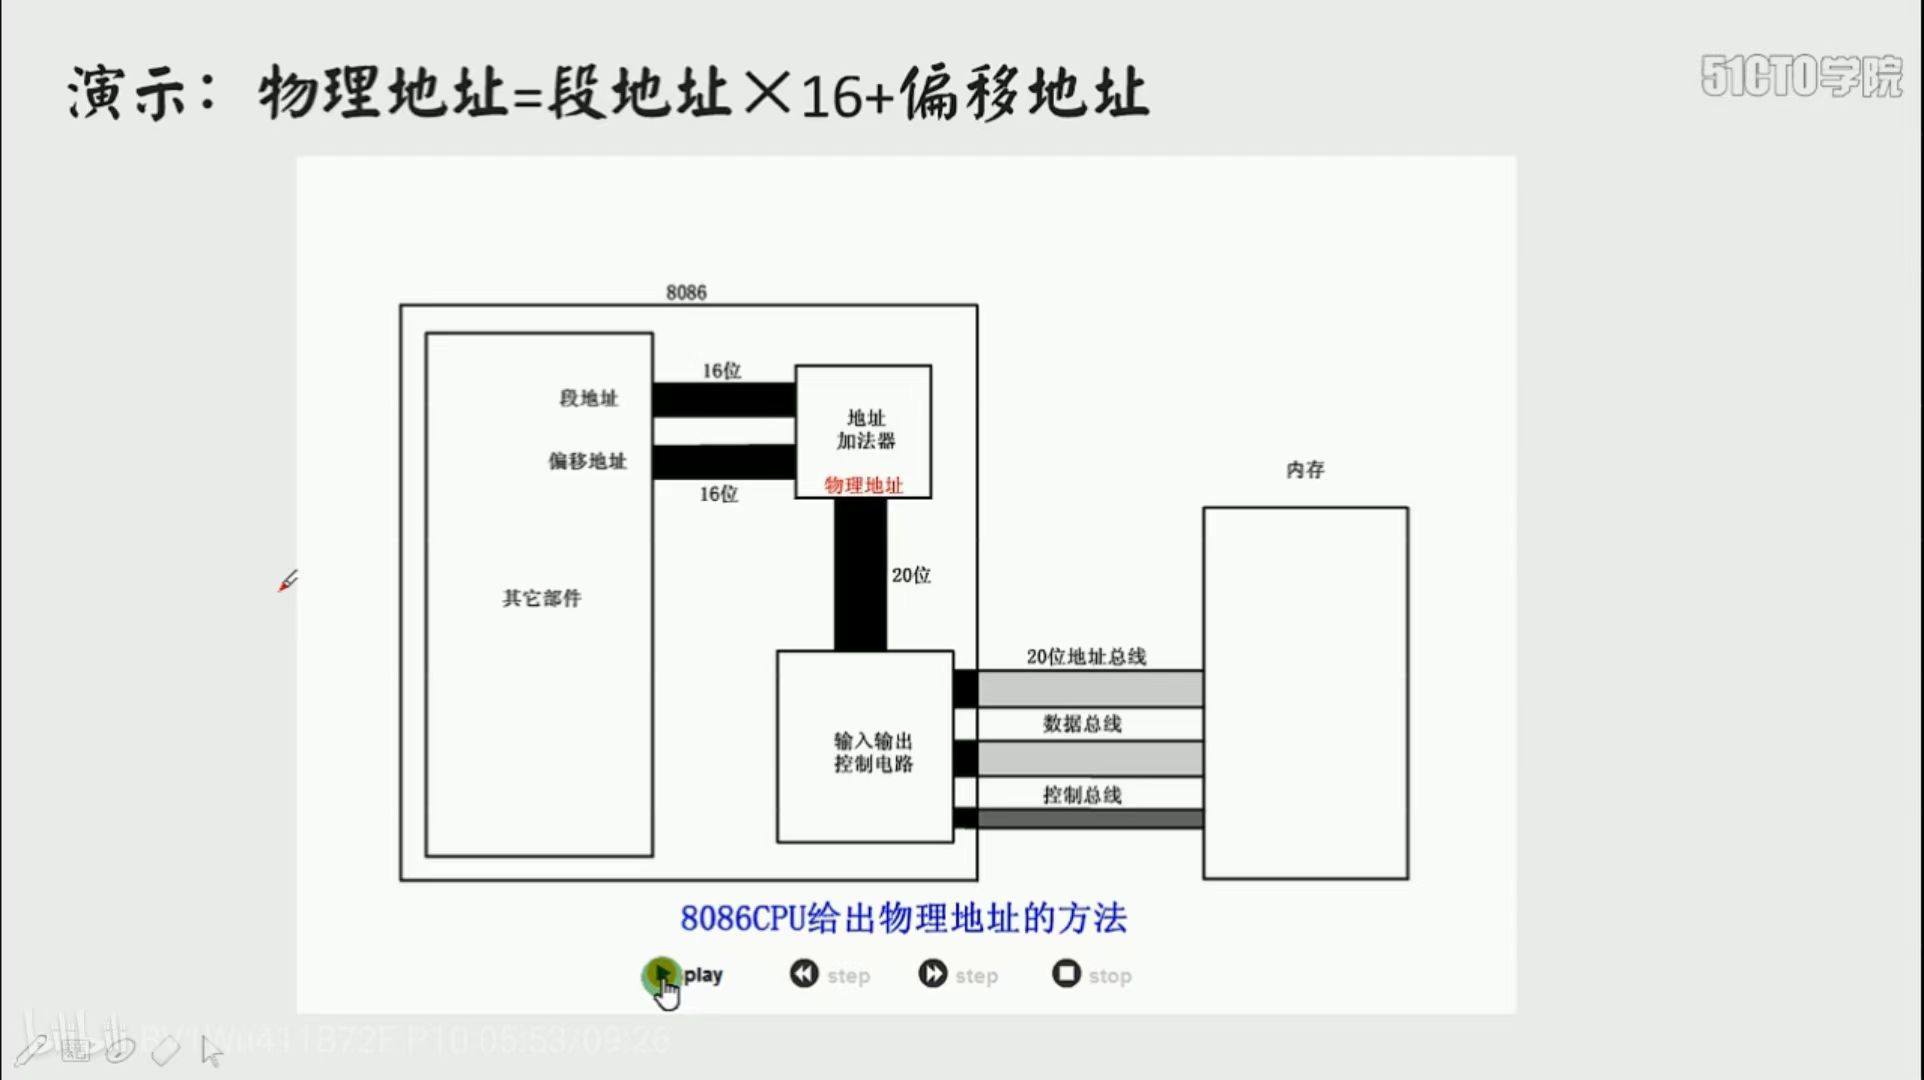 演示：物理地址=段地址×16+偏移地址
51CTO学院
8086
16位
段地址
地址
加法器
偏移地址
物理地址
16位
内存
20位
其它部件
20位地址总线
数据总线
输入输出
控制电路
控制总线
8086CPU给出物理地址的方法
play step step stop
P10 05:53/09:26